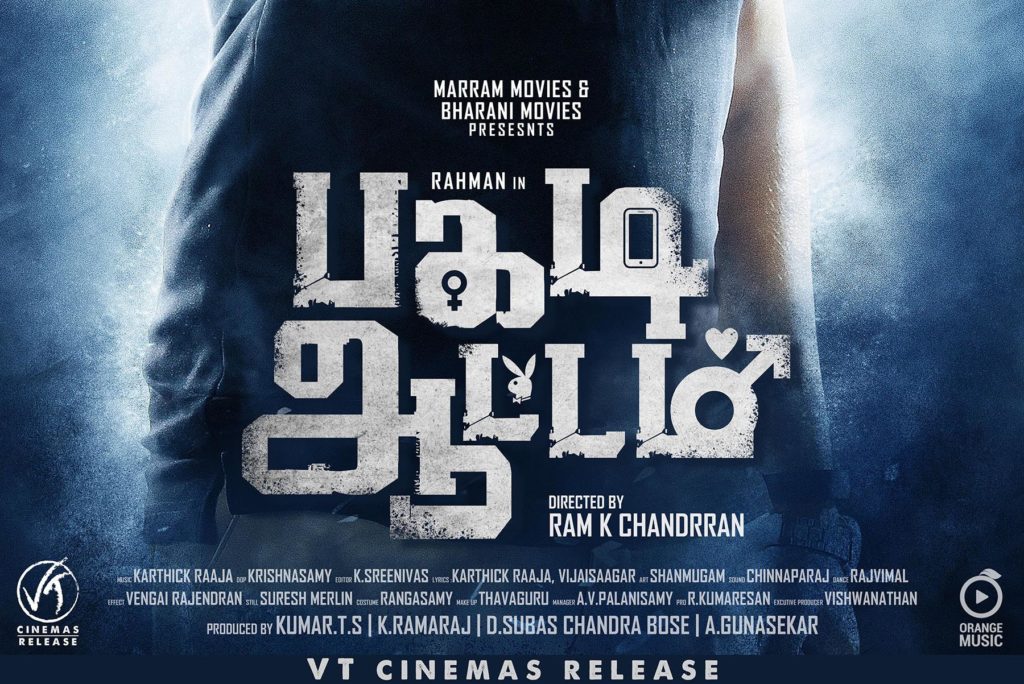 MARRAM MOVIES &
BHARANI MOVIES
PRESESNTS
RAHMAN IN
பகடி
ஆட்டம்
DIRECTED BY
RAM K CHANDRRAN
MUSIC KARTHICK RAAJA DOP KRISHNASAMY EDITOR K.SREENIVAS LYRICS KARTHICK RAAJA, VIJAISAAGAR ART SHANMUGAM SOUND CHINNAPARAJ DANCE RAJVIMAL
EFFECT VENGAI RAJENDRAN STILL SURESH MERLIN COSTUME RANGASAMY MAKE UP THAVAGURU MANAGER A.V.PALANISAMY PRO R.KUMARESAN EXCUTIVE PRODUCER VISHWANATHAN
PRODUCED BY KUMAR.T.S | K.RAMARAJ | D.SUBAS CHANDRA BOSE | A.GUNASEKAR
VT
CINEMAS
RELEASE
ORANGE
MUSIC
VT CINEMAS RELEASE